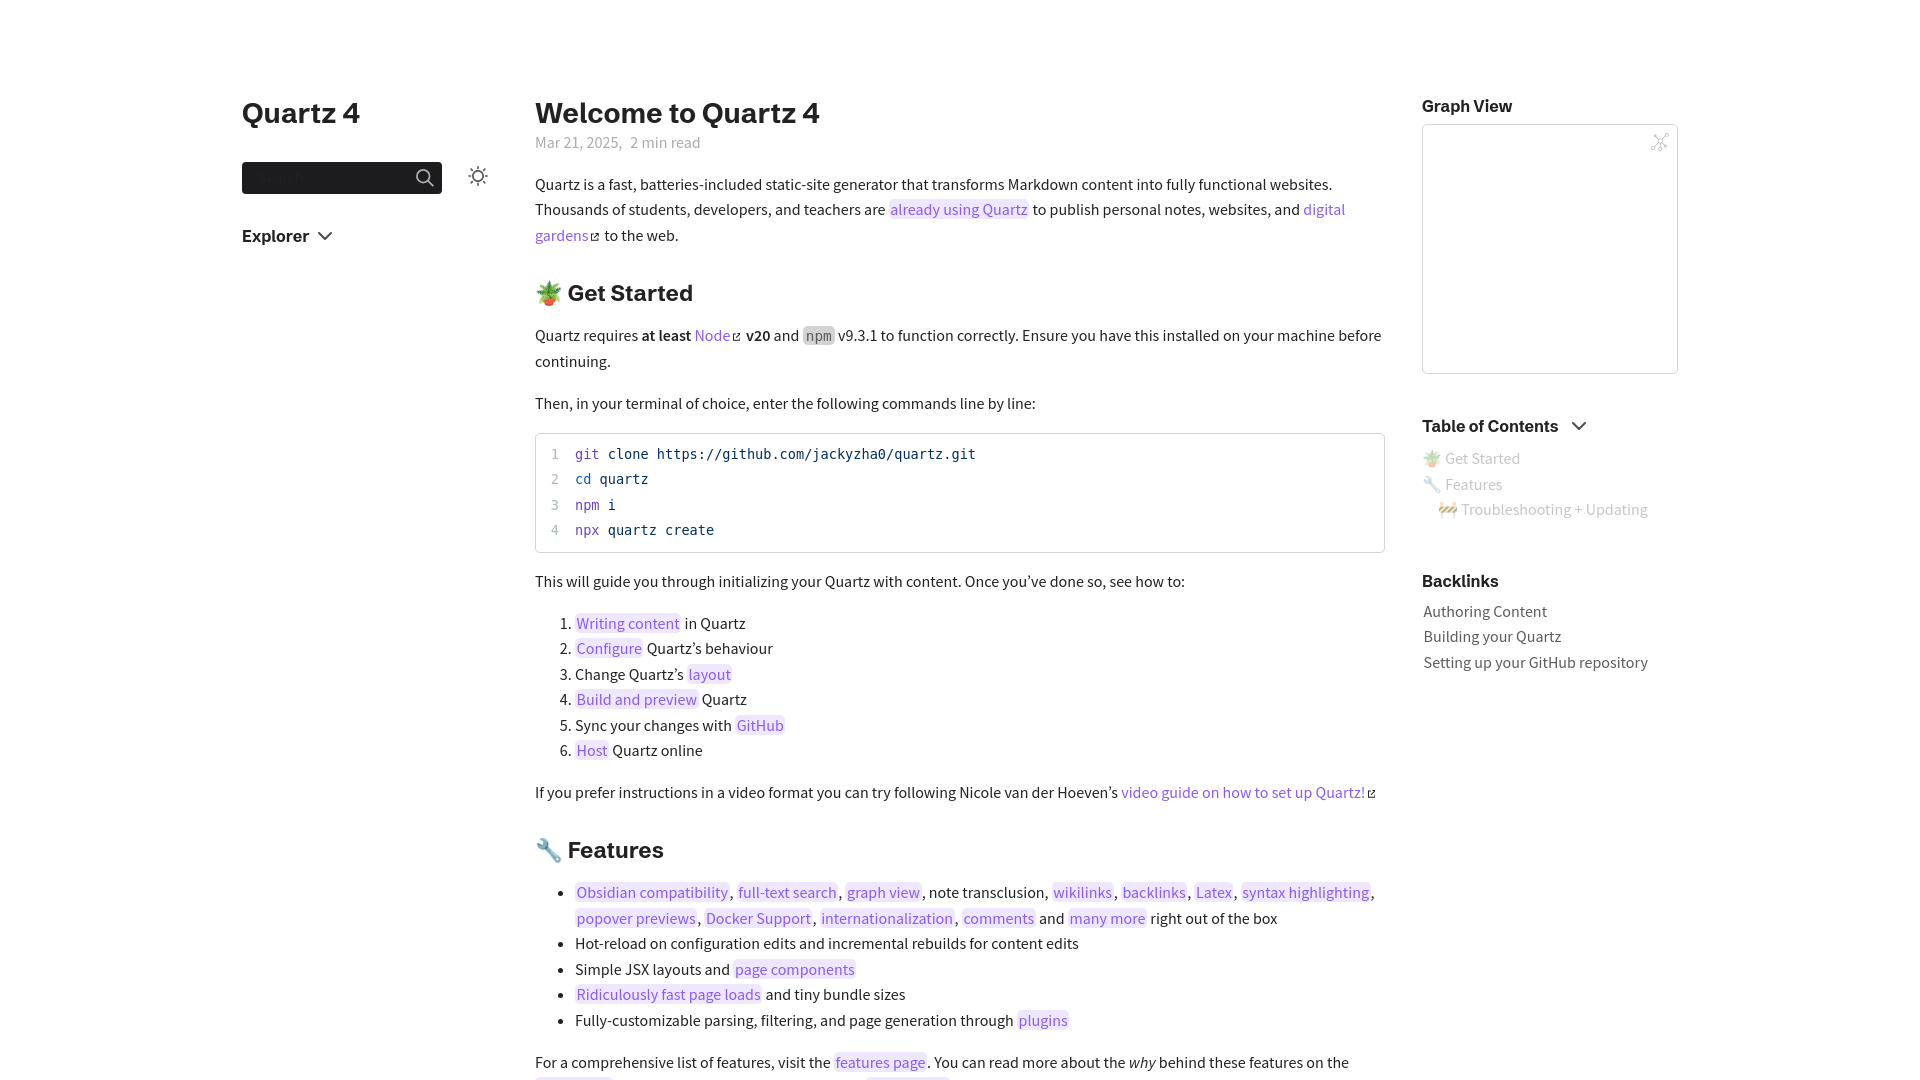 Quartz 4
Search
Explorer
Welcome to Quartz 4
Mar 21, 2025, 2 min read
Quartz is a fast, batteries-included static-site generator that transforms Markdown content into fully functional websites.
Thousands of students, developers, and teachers are already using Quartz to publish personal notes, websites, and digital
gardens to the web.
🪴 Get Started
Quartz requires at least Node v20 and npm v9.3.1 to function correctly. Ensure you have this installed on your machine before
continuing.
Then, in your terminal of choice, enter the following commands line by line:
1 git clone https://github.com/jackyzha0/quartz.git
2 cd quartz
3 npm i
4 npx quartz create
This will guide you through initializing your Quartz with content. Once you’ve done so, see how to:
1. Writing content in Quartz
2. Configure Quartz’s behaviour
3. Change Quartz’s layout
4. Build and preview Quartz
5. Sync your changes with GitHub
6. Host Quartz online
If you prefer instructions in a video format you can try following Nicole van der Hoeven’s video guide on how to set up Quartz!
🔧 Features
• Obsidian compatibility, full-text search, graph view, note transclusion, wikilinks, backlinks, Latex, syntax highlighting,
popover previews, Docker Support, internationalization, comments and many more right out of the box
• Hot-reload on configuration edits and incremental rebuilds for content edits
• Simple JSX layouts and page components
• Ridiculously fast page loads and tiny bundle sizes
• Fully-customizable parsing, filtering, and page generation through plugins
For a comprehensive list of features, visit the features page. You can read more about the why behind these features on the
Graph View
Table of Contents
🪴 Get Started
🔧 Features
🚧 Troubleshooting + Updating
Backlinks
Authoring Content
Building your Quartz
Setting up your GitHub repository